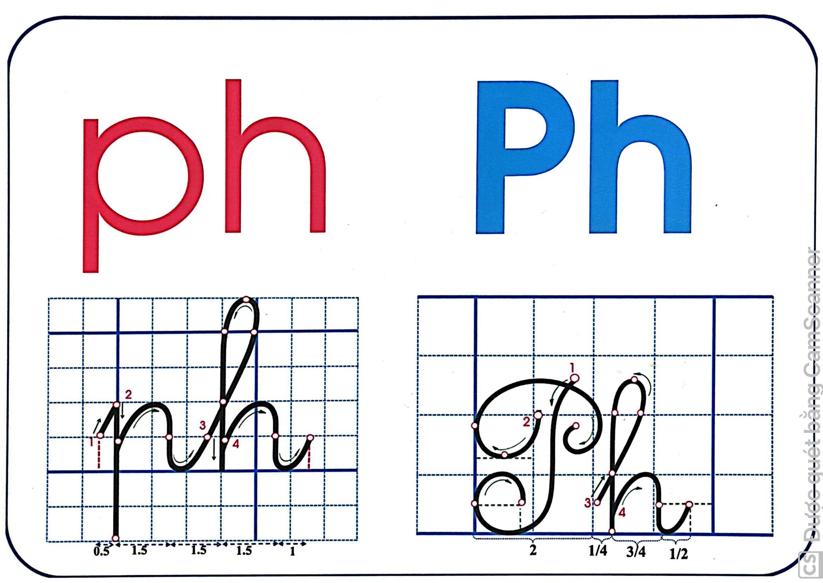 ph Ph
ph Ph
1 2 3 4
1 2 3 4
0.5 1.5 1.5 1.5 1
2 1/4 3/4 1/2
CS Được quét bằng CamScanner